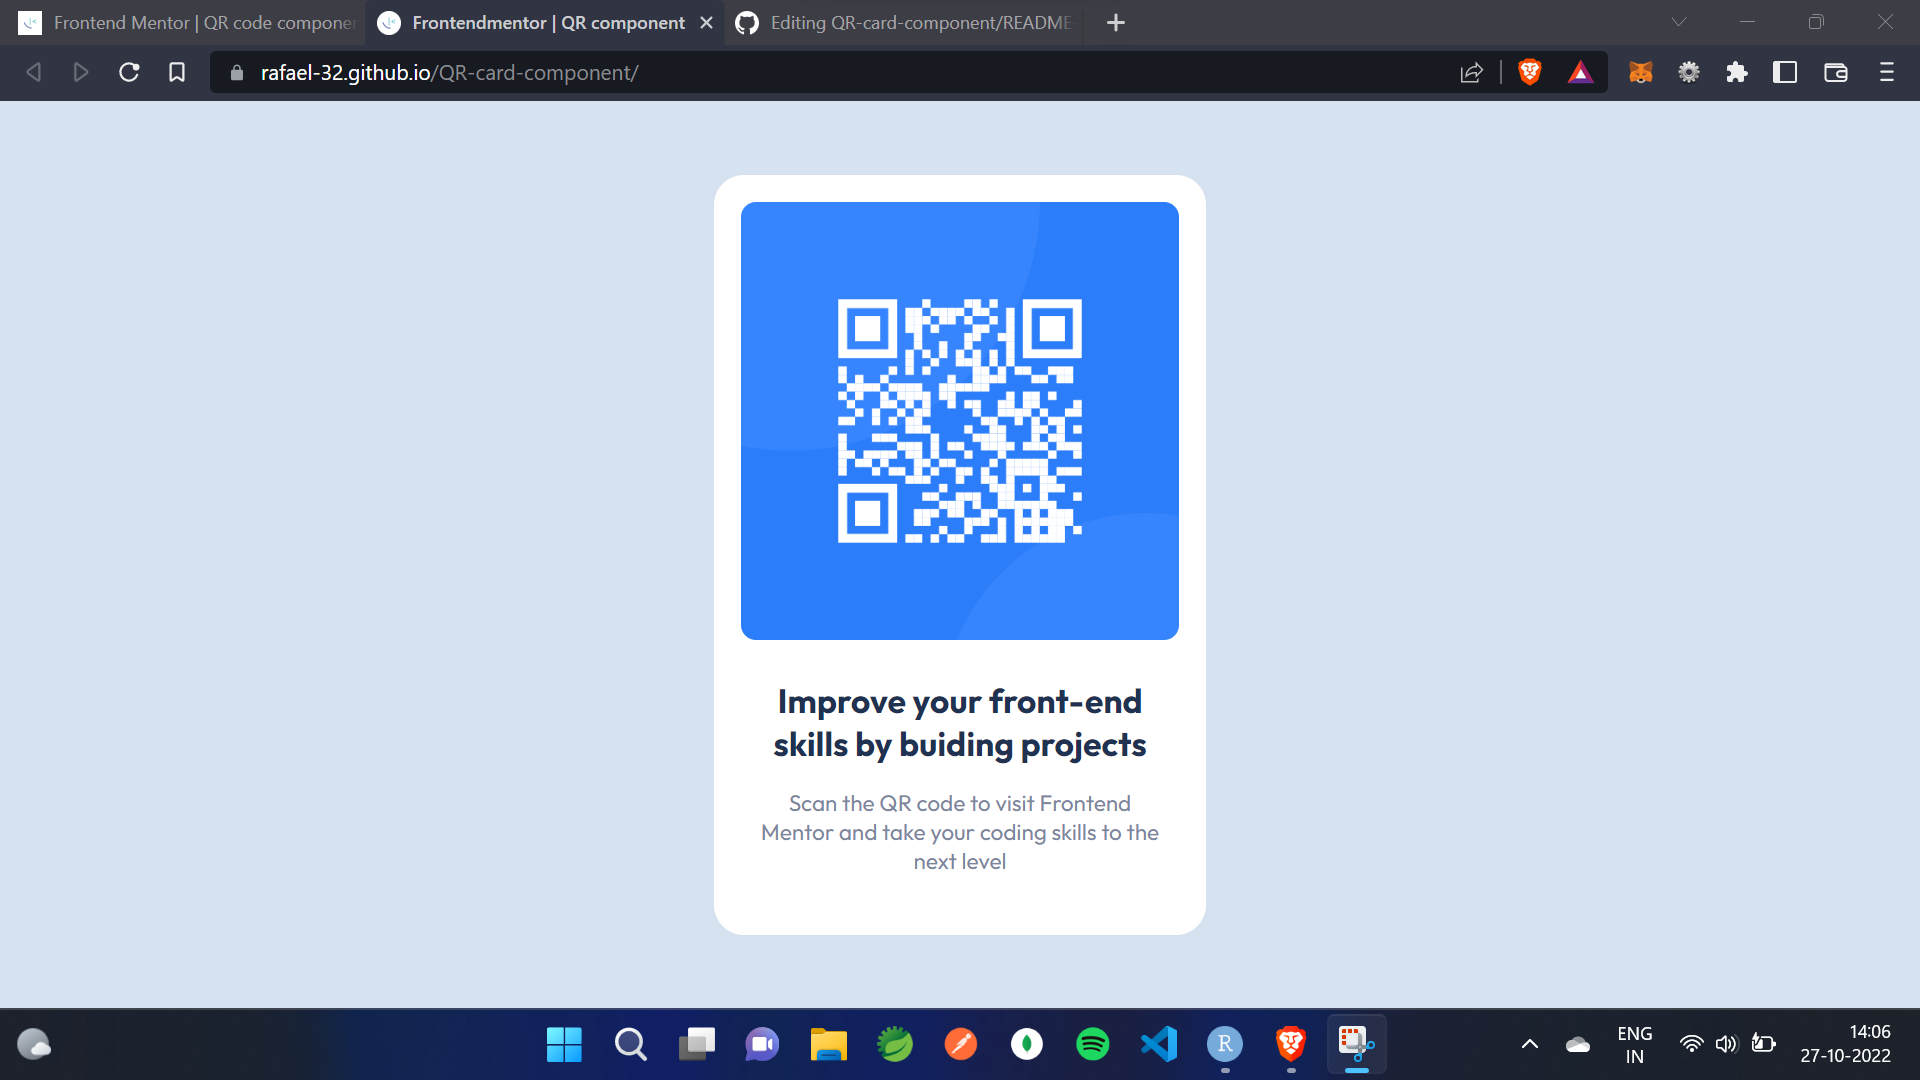 Frontend Mentor | QR code componer
Frontendmentor | QR component
Editing QR-card-component/README
rafael-32.github.io/QR-card-component/
Improve your front-end
skills by buiding projects
Scan the QR code to visit Frontend
Mentor and take your coding skills to the
next level
R
ENG
IN
14:06
27-10-2022